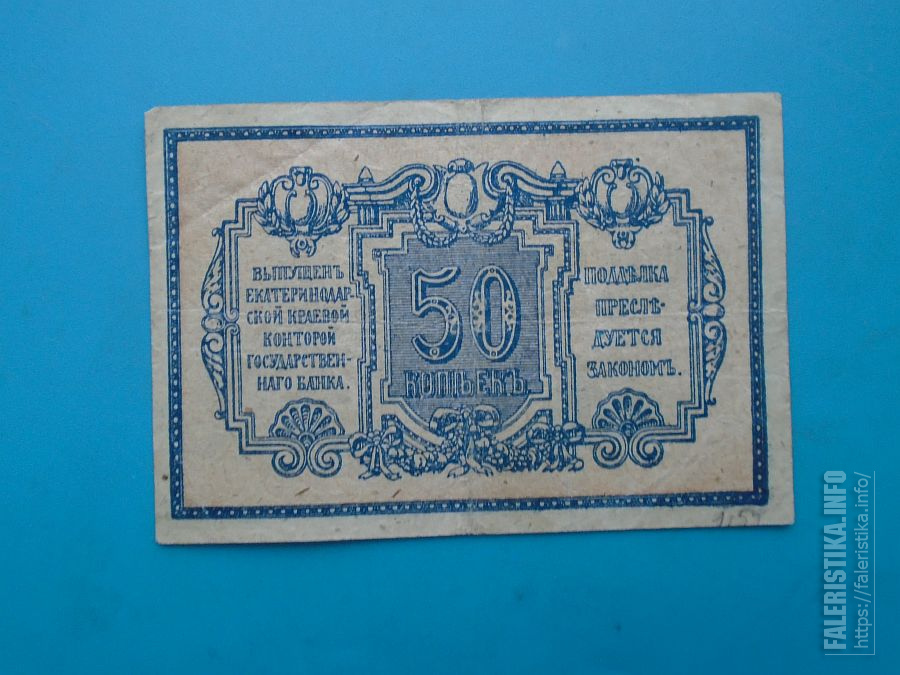 ВЫПУЩЕНЪ
ЕКАТЕРИНОДАР-
СКОЙ КРАЕВОЙ
КОНТОРОЙ
ГОСУДАРСТВЕН-
НАГО БАНКА.
50
КОПѢЕКЪ
ПОДДѢЛКА
ПРЕСЛѢ-
ДУЕТСЯ
ЗАКОНОМЪ.
FALERISTIKA.INFO
https://faleristika.info/